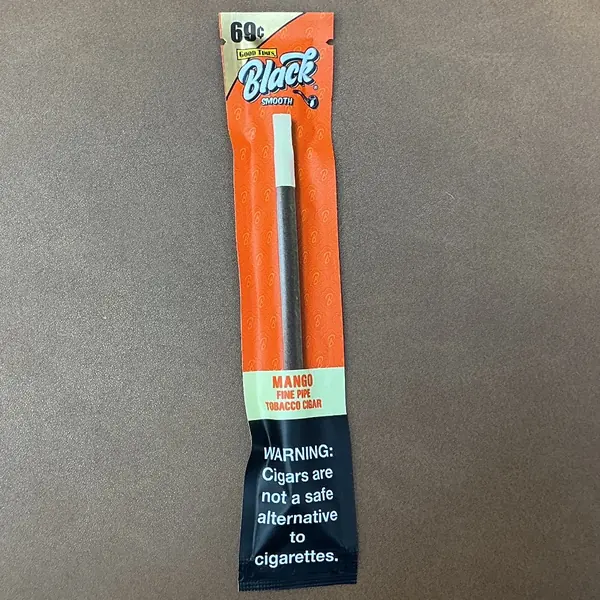 69¢
GOOD TIMES
Black
SMOOTH
MANGO
FINE PIPE
TOBACCO CIGAR
WARNING:
Cigars are
not a safe
alternative
to
cigarettes.